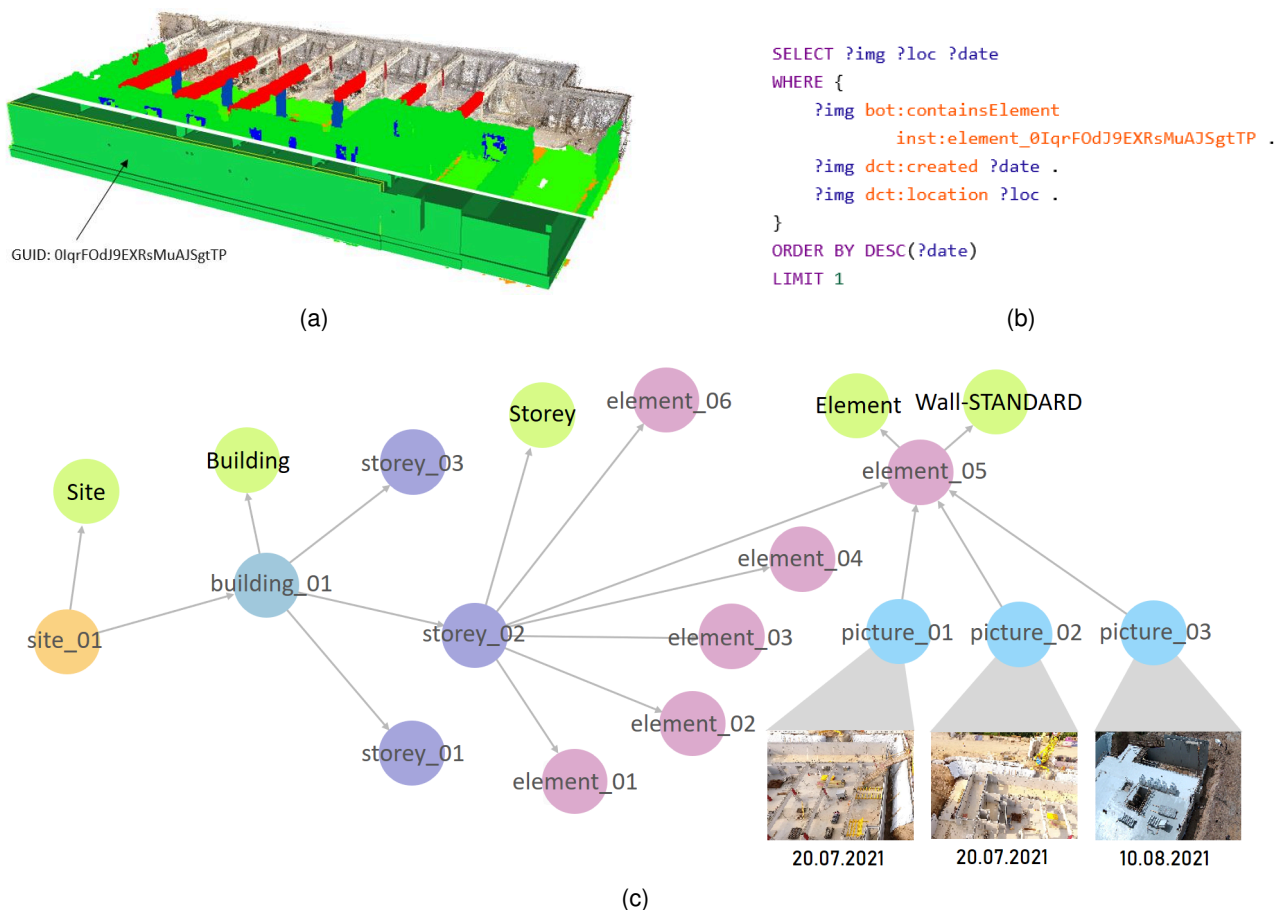 GUID: 0IqrFOdJ9EXRsMuAJSgtTP
(a)
SELECT ?img ?loc ?date
WHERE {
?img bot:containsElement
inst:element_0IqrFOdJ9EXRsMuAJSgtTP .
?img dct:created ?date .
?img dct:location ?loc .
}
ORDER BY DESC(?date)
LIMIT 1
(b)
Site
Building
storey_03
Storey
element_06
Element
Wall-STANDARD
element_05
building_01
element_04
site_01
storey_02
element_03
picture_01
picture_02
picture_03
element_02
storey_01
element_01
20.07.2021
20.07.2021
10.08.2021
(c)